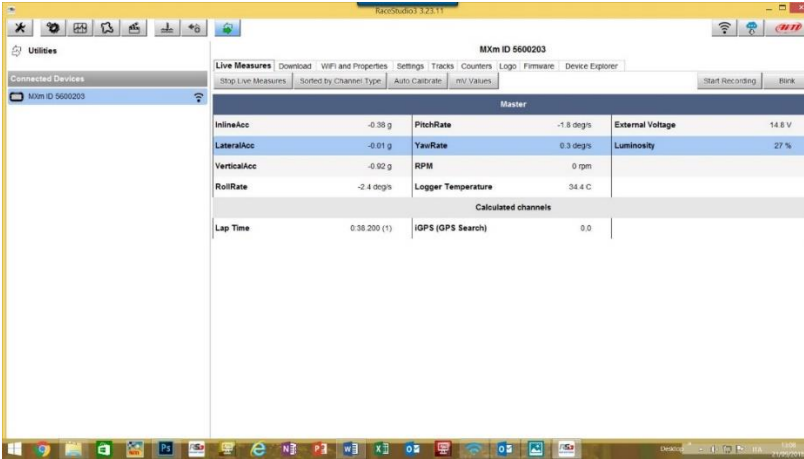 RaceStudio3 3.23.11
AiM
Utilities
MXm ID 5600203
Live Measures Download WiFi and Properties Settings Tracks Counters Logo Firmware Device Explorer
Connected Devices
Stop Live Measures Sorted by Channel Type Auto Calibrate mV Values Start Recording Blink
MXm ID 5600203
Master
InlineAcc -0.38 g PitchRate -1.8 deg/s External Voltage 14.8 V
LateralAcc -0.01 g YawRate 0.3 deg/s Luminosity 27 %
VerticalAcc -0.92 g RPM 0 rpm
RollRate -2.4 deg/s Logger Temperature 34.4 C
Calculated channels
Lap Time 0:38.200 (1) iGPS (GPS Search) 0.0
Desktop